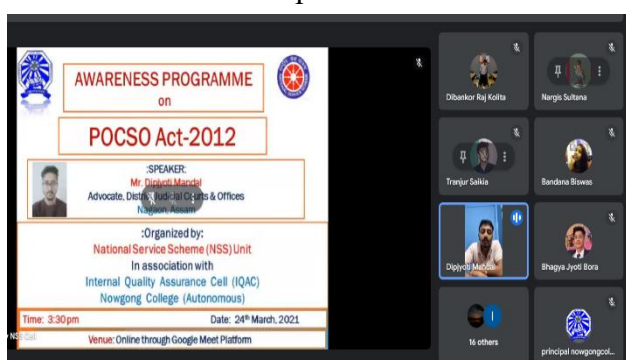 AWARENESS PROGRAMME
on
POCSO Act-2012
:SPEAKER:
Mr. Dipjyoti Mandal
Advocate, District Judicial Courts & Offices
Nagaon, Assam
:Organized by:
National Service Scheme (NSS) Unit
In association with
Internal Quality Assurance Cell (IQAC)
Nowgong College (Autonomous)
Time: 3:30 pm Date: 24th March, 2021
Venue: Online through Google Meet Platform
Dibankor Raj Kolita
Nargis Sultana
Tranjur Saikia
Bandana Biswas
Dipjyoti Mandal
Bhagya Jyoti Bora
16 others
principal nowgongcol...